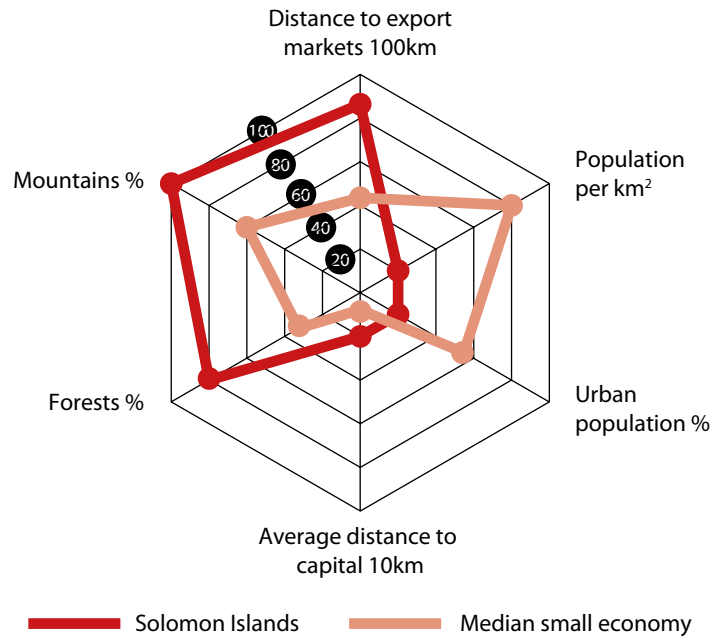 Distance to export
markets 100km
100
80
60
40
20
Mountains %
Population
per km²
Forests %
Urban
population %
Average distance to
capital 10km
Solomon Islands
Median small economy